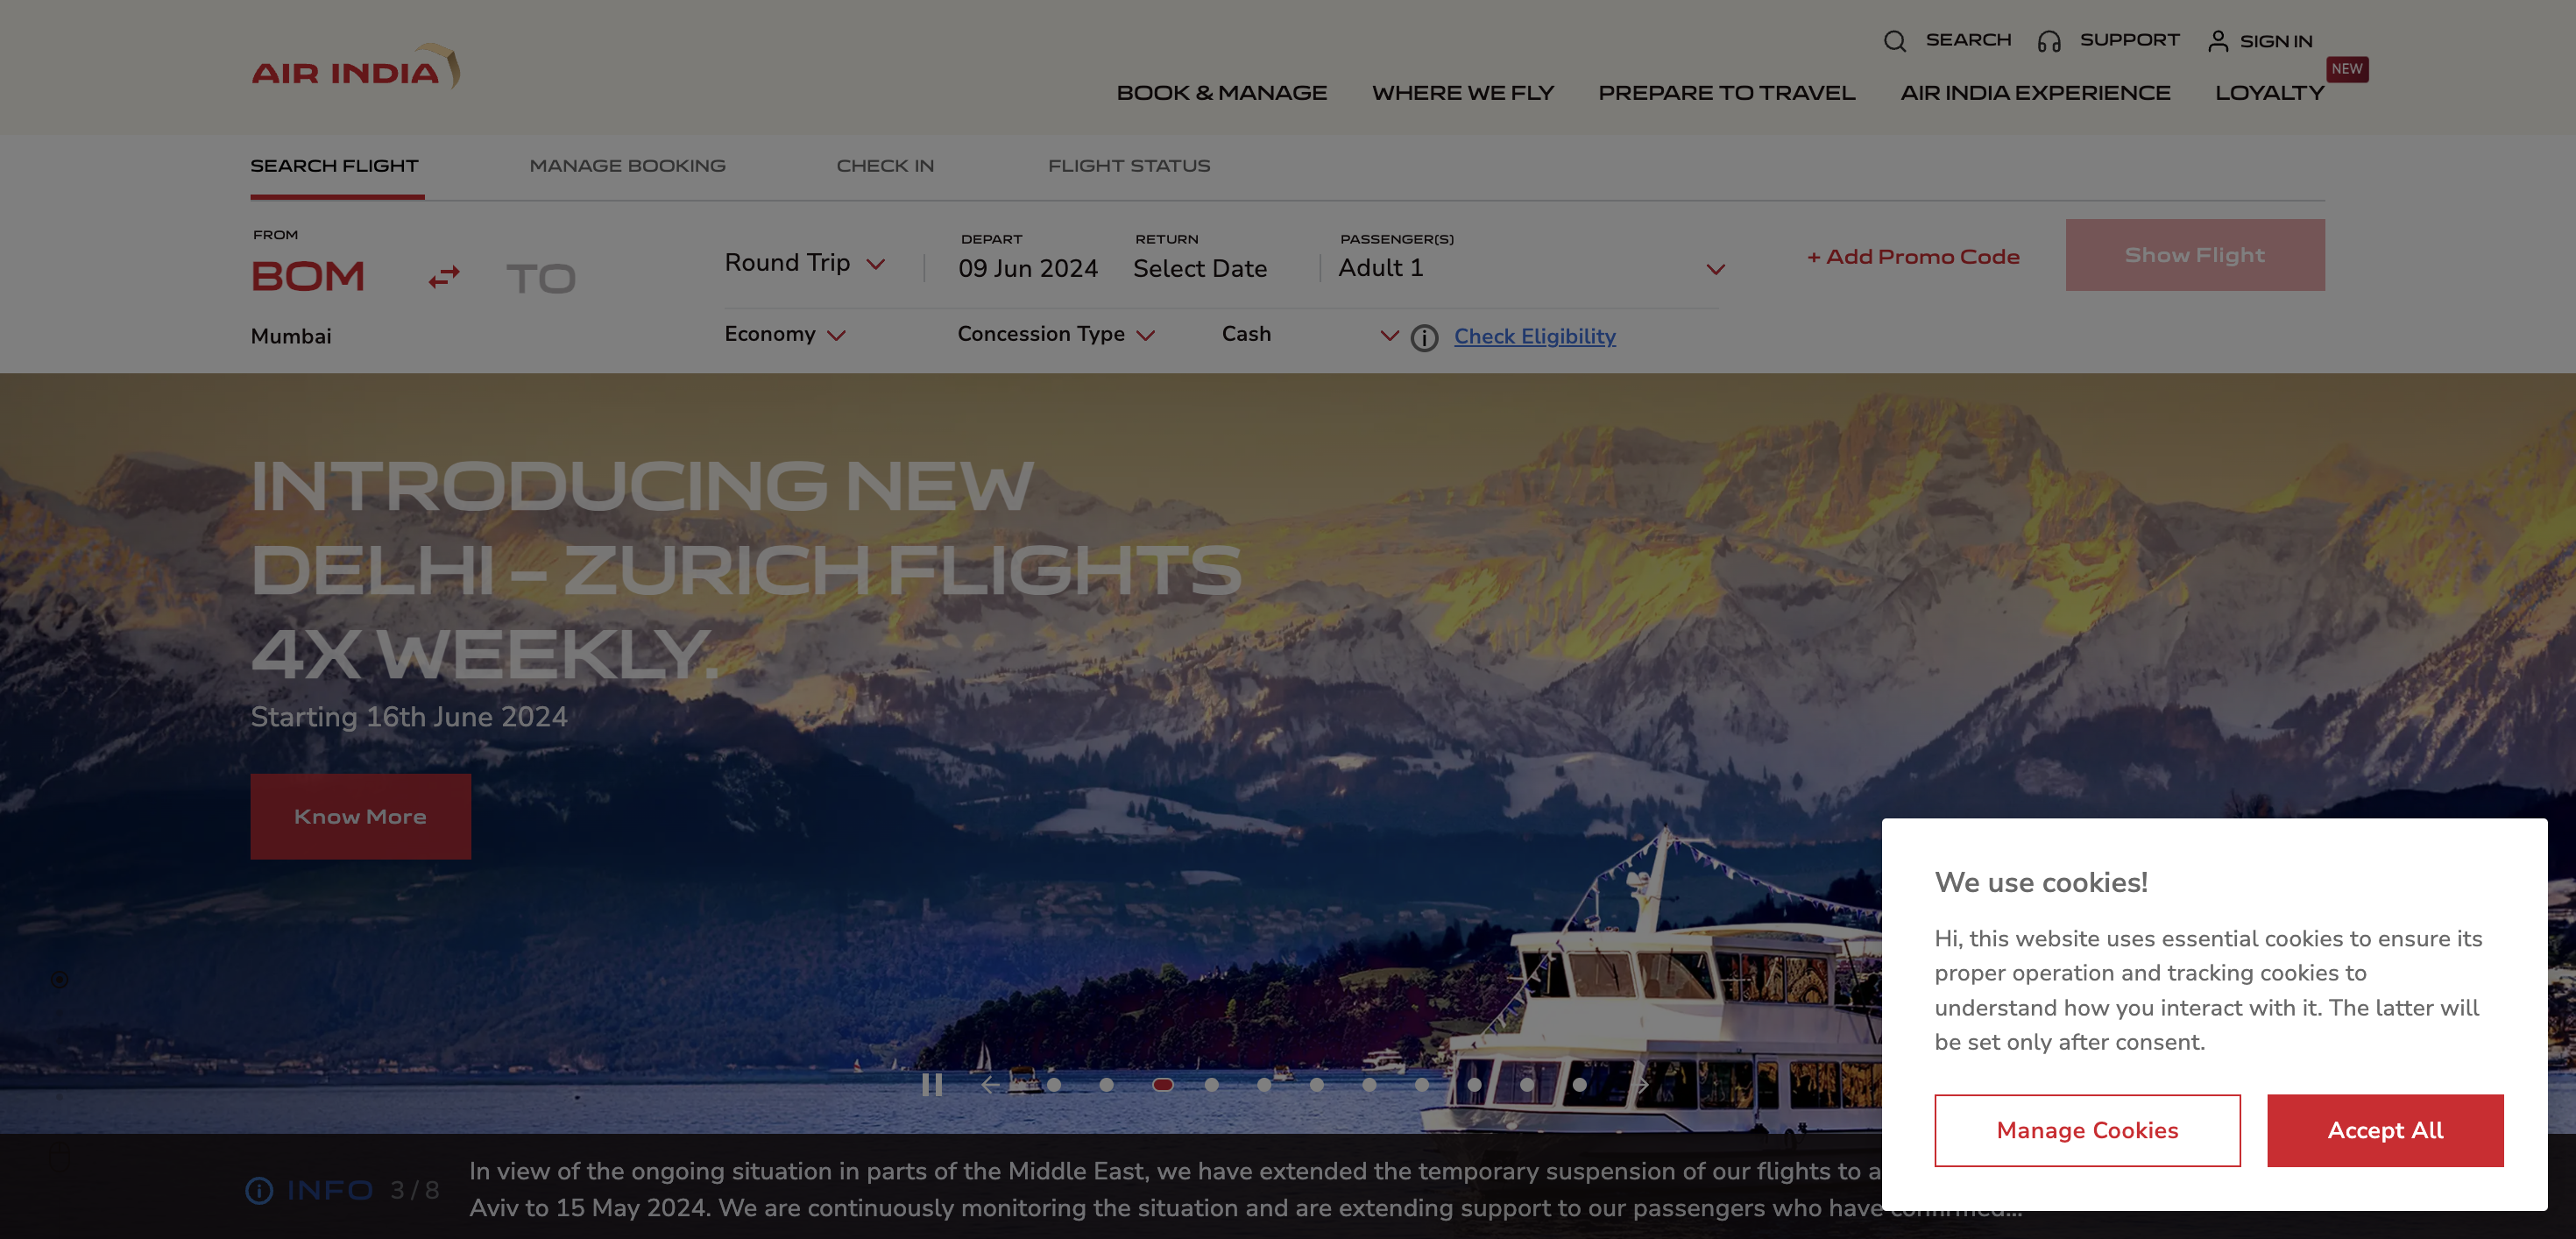 AIR INDIA
SEARCH SUPPORT SIGN IN
NEW
BOOK & MANAGE WHERE WE FLY PREPARE TO TRAVEL AIR INDIA EXPERIENCE LOYALTY
SEARCH FLIGHT MANAGE BOOKING CHECK IN FLIGHT STATUS
FROM
BOM
TO
Mumbai
Round Trip
DEPART
09 Jun 2024
RETURN
Select Date
PASSENGER(S)
Adult 1
+ Add Promo Code
Show Flight
Economy Concession Type Cash Check Eligibility
INTRODUCING NEW
DELHI – ZURICH FLIGHTS
4X WEEKLY.
Starting 16th June 2024
Know More
We use cookies!
Hi, this website uses essential cookies to ensure its
proper operation and tracking cookies to
understand how you interact with it. The latter will
be set only after consent.
Manage Cookies Accept All
INFO 3 / 8
In view of the ongoing situation in parts of the Middle East, we have extended the temporary suspension of our flights to
Aviv to 15 May 2024. We are continuously monitoring the situation and are extending support to our passengers who have confirmed...